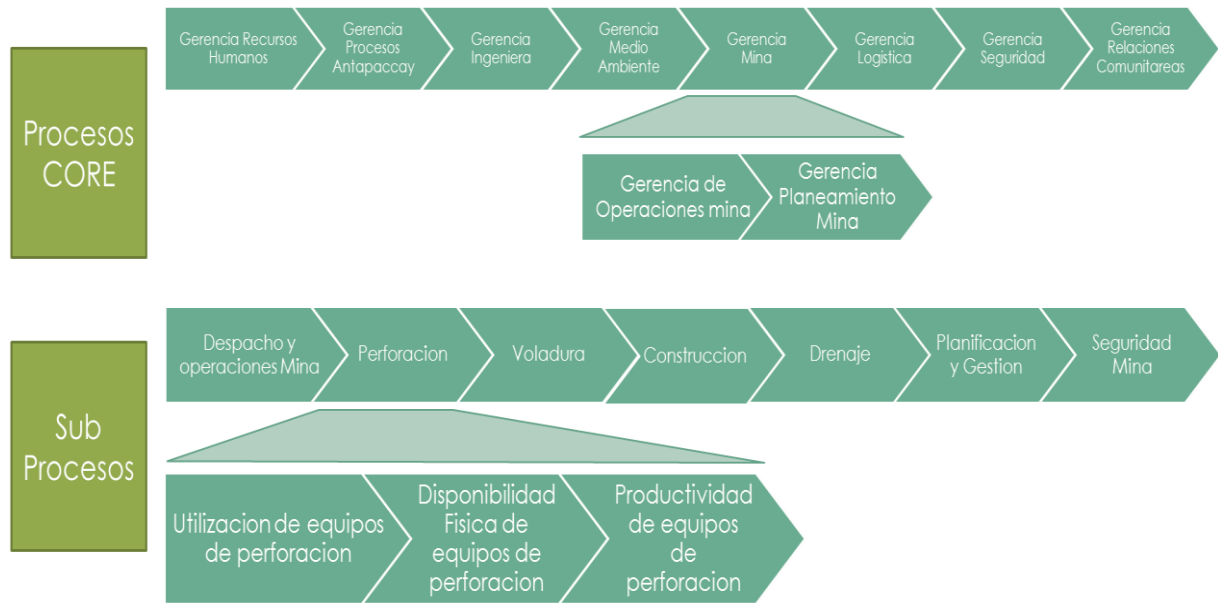 Procesos
CORE
Gerencia Recursos
Humanos
Gerencia
Procesos
Antapaccay
Gerencia
Ingeniera
Gerencia
Medio
Ambiente
Gerencia
Mina
Gerencia
Logistica
Gerencia
Seguridad
Gerencia
Relaciones
Comunitareas
Gerencia de
Operaciones mina
Gerencia
Planeamiento
Mina
Sub
Procesos
Despacho y
operaciones Mina
Perforacion
Voladura
Construccion
Drenaje
Planificacion
y Gestion
Seguridad
Mina
Utilizacion de equipos
de perforacion
Disponibilidad
Fisica de
equipos de
perforacion
Productividad
de equipos
de
perforacion